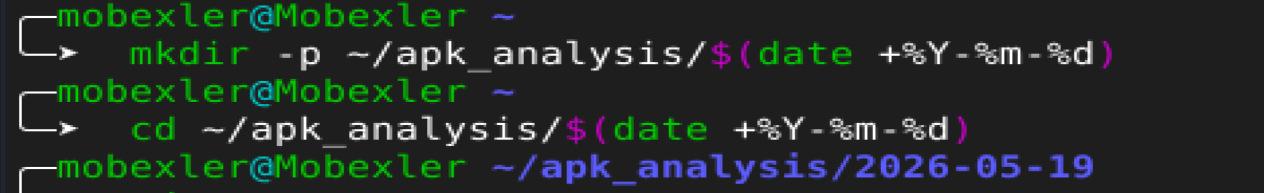 mobexler@Mobexler ~
mkdir -p ~/apk_analysis/$(date +%Y-%m-%d)
mobexler@Mobexler ~
cd ~/apk_analysis/$(date +%Y-%m-%d)
mobexler@Mobexler ~/apk_analysis/2026-05-19